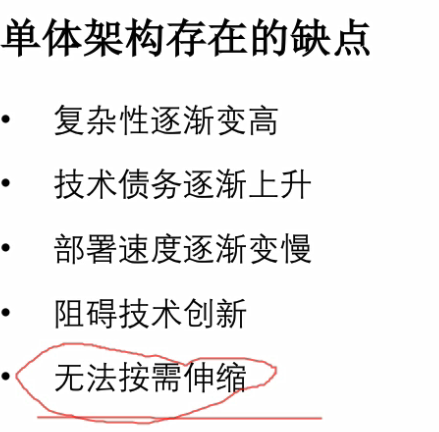 单体架构存在的缺点
• 复杂性逐渐变高
• 技术债务逐渐上升
• 部署速度逐渐变慢
• 阻碍技术创新
• 无法按需伸缩